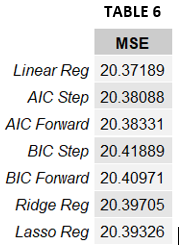 TABLE 6
MSE
Linear Reg 20.37189
AIC Step 20.38088
AIC Forward 20.38331
BIC Step 20.41889
BIC Forward 20.40971
Ridge Reg 20.39705
Lasso Reg 20.39326